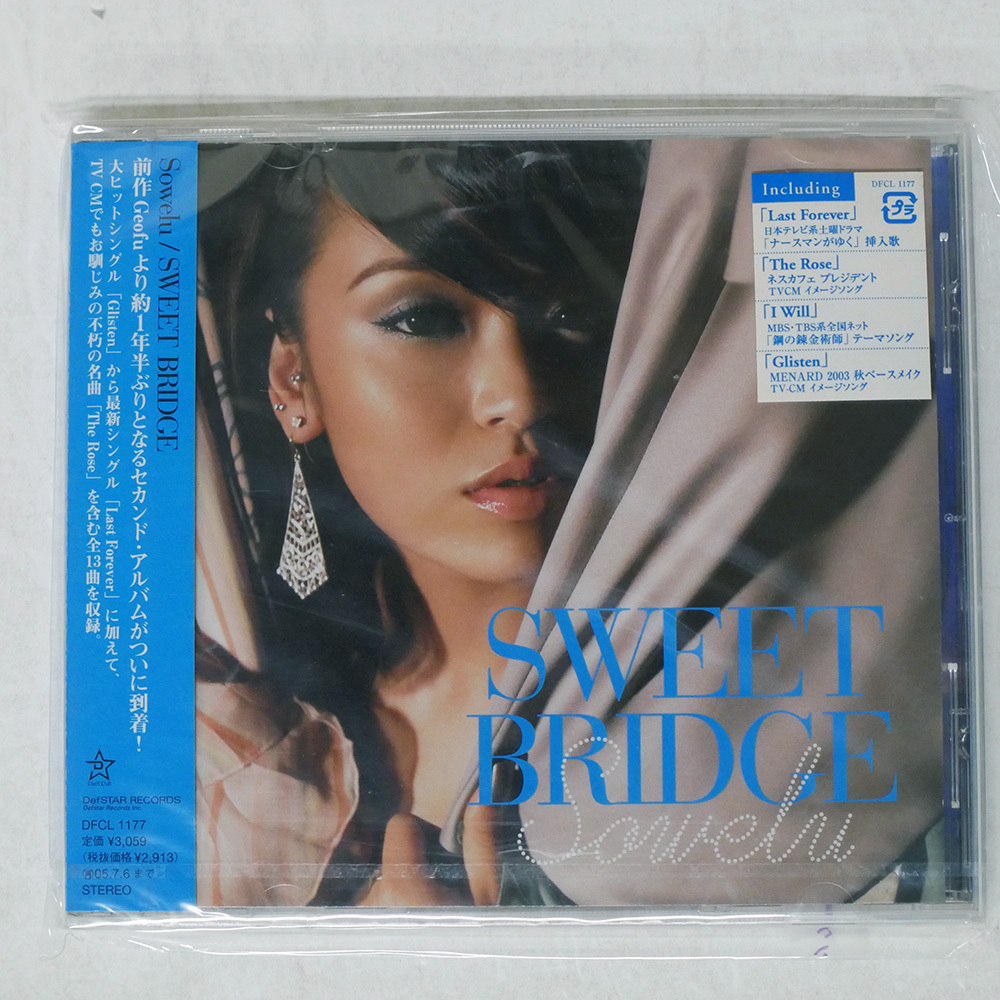 Sowelu / SWEET BRIDGE
前作Geofuより約1年半ぶりとなるセカンド・アルバムがついに到着!
大ヒットシングル「Glisten」から最新シングル「Last Forever」に加えて、
TV CMでもお馴じみの不朽の名曲「The Rose」を含む全13曲を収録。
DefSTAR RECORDS
Defstar Records Inc.
DFCL 1177
定価 ¥3,059
(税抜価格 ¥2,913)
05.7.6 まで
STEREO
Including
DFCL 1177
プラ
「Last Forever」
日本テレビ系土曜ドラマ
「ナースマンがゆく」挿入歌
「The Rose」
ネスカフェ プレジデント
TVCM イメージソング
「I Will」
MBS・TBS系全国ネット
「鋼の錬金術師」テーマソング
「Glisten」
MENARD 2003 秋ベースメイク
TV-CM イメージソング
SWEET
BRIDGE
Sowelu